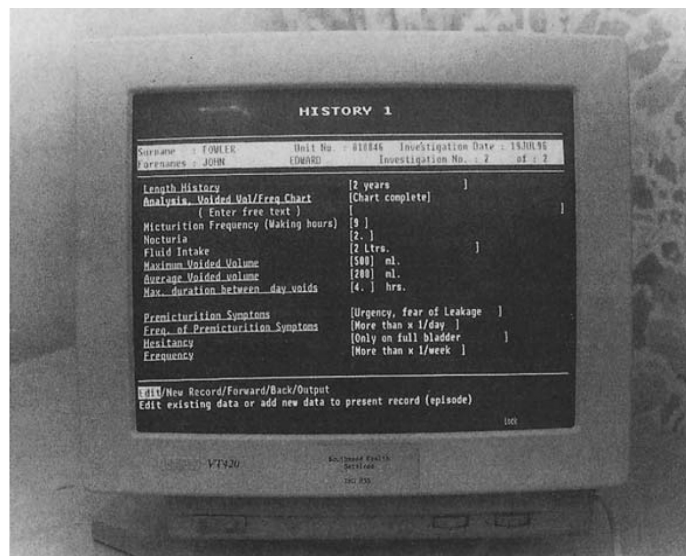 HISTORY 1
Surname : FOWLER Unit No. : 010846 Investigation Date : 19JUL96
Forenames : JOHN EDWARD Investigation No. : 2 of : 2
Length History [2 years ]
Analysis, Voided Vol/Freq Chart [Chart complete]
( Enter free text ) [ ]
Micturition Frequency (Waking hours) [9 ]
Nocturia [2. ]
Fluid Intake [2 Ltrs. ]
Maximum Voided Volume [500] ml.
Average Voided volume [200] ml.
Max. duration between day voids [4. ] hrs.
Premicturition Symptoms [Urgency, fear of Leakage ]
Freq. of Premicturition Symptoms [More than x 1/day ]
Hesitancy [Only on full bladder ]
Frequency [More than x 1/week ]
Edit/New Record/Forward/Back/Output
Edit existing data or add new data to present record (episode)
Lock
VT420
Health
Services